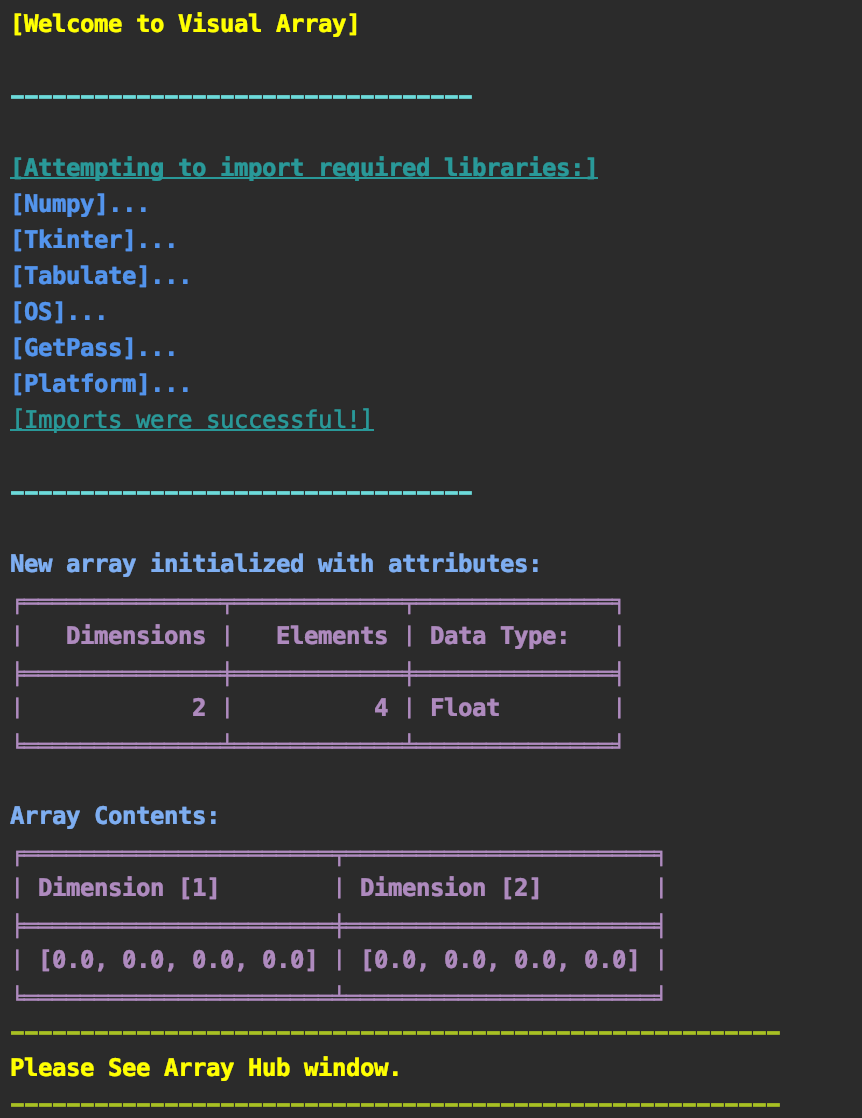 [Welcome to Visual Array]
---------------------------------
[Attempting to import required libraries:]
[Numpy]...
[Tkinter]...
[Tabulate]...
[OS]...
[GetPass]...
[Platform]...
[Imports were successful!]
---------------------------------
New array initialized with attributes:
╒══════════════╤════════════╤══════════════╕
│   Dimensions │   Elements │ Data Type:   │
╞══════════════╪════════════╪══════════════╡
│            2 │          4 │ Float        │
╘══════════════╧════════════╧══════════════╛
Array Contents:
╒══════════════════════╤══════════════════════╕
│ Dimension [1]        │ Dimension [2]        │
╞══════════════════════╪══════════════════════╡
│ [0.0, 0.0, 0.0, 0.0] │ [0.0, 0.0, 0.0, 0.0] │
╘══════════════════════╧══════════════════════╛
-------------------------------------------------------
Please See Array Hub window.
-------------------------------------------------------